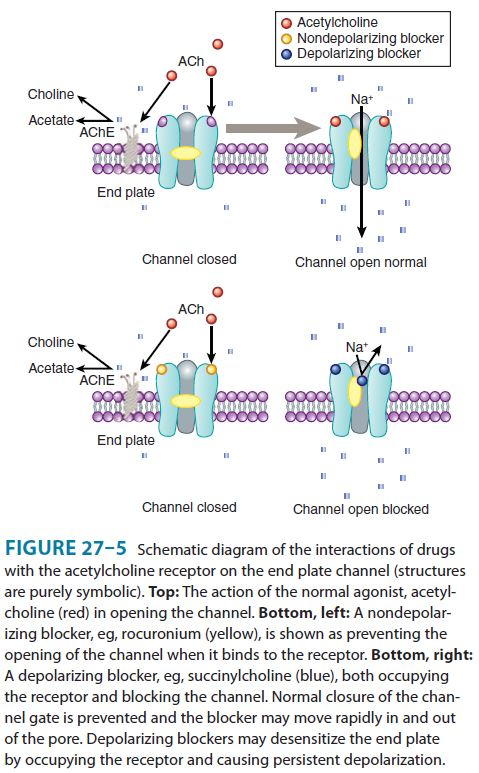 Acetylcholine
Nondepolarizing blocker
Depolarizing blocker
ACh
Choline
Acetate
AChE
Na+
End plate
Channel closed
Channel open normal
ACh
Choline
Acetate
AChE
Na+
End plate
Channel closed
Channel open blocked
FIGURE 27–5 Schematic diagram of the interactions of drugs
with the acetylcholine receptor on the end plate channel (structures
are purely symbolic). Top: The action of the normal agonist, acetyl-
choline (red) in opening the channel. Bottom, left: A nondepolar-
izing blocker, eg, rocuronium (yellow), is shown as preventing the
opening of the channel when it binds to the receptor. Bottom, right:
A depolarizing blocker, eg, succinylcholine (blue), both occupying
the receptor and blocking the channel. Normal closure of the chan-
nel gate is prevented and the blocker may move rapidly in and out
of the pore. Depolarizing blockers may desensitize the end plate
by occupying the receptor and causing persistent depolarization.